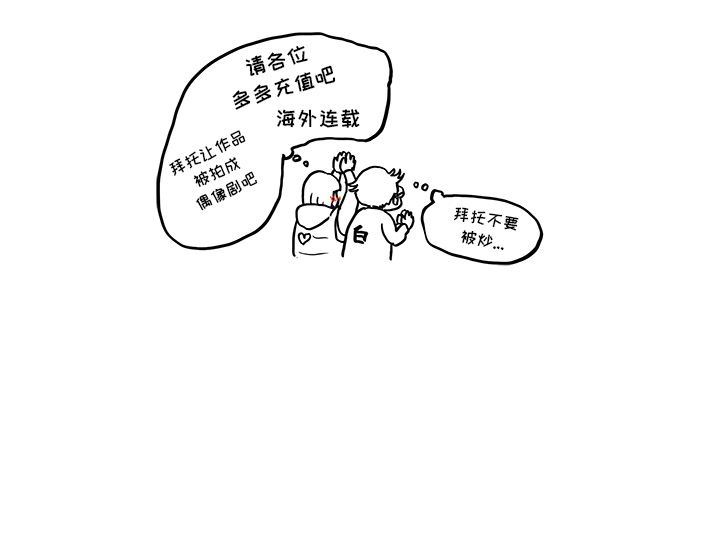 请各位
多多充值吧
海外连载
拜托让作品
被拍成
偶像剧吧
拜托不要
被炒...
白